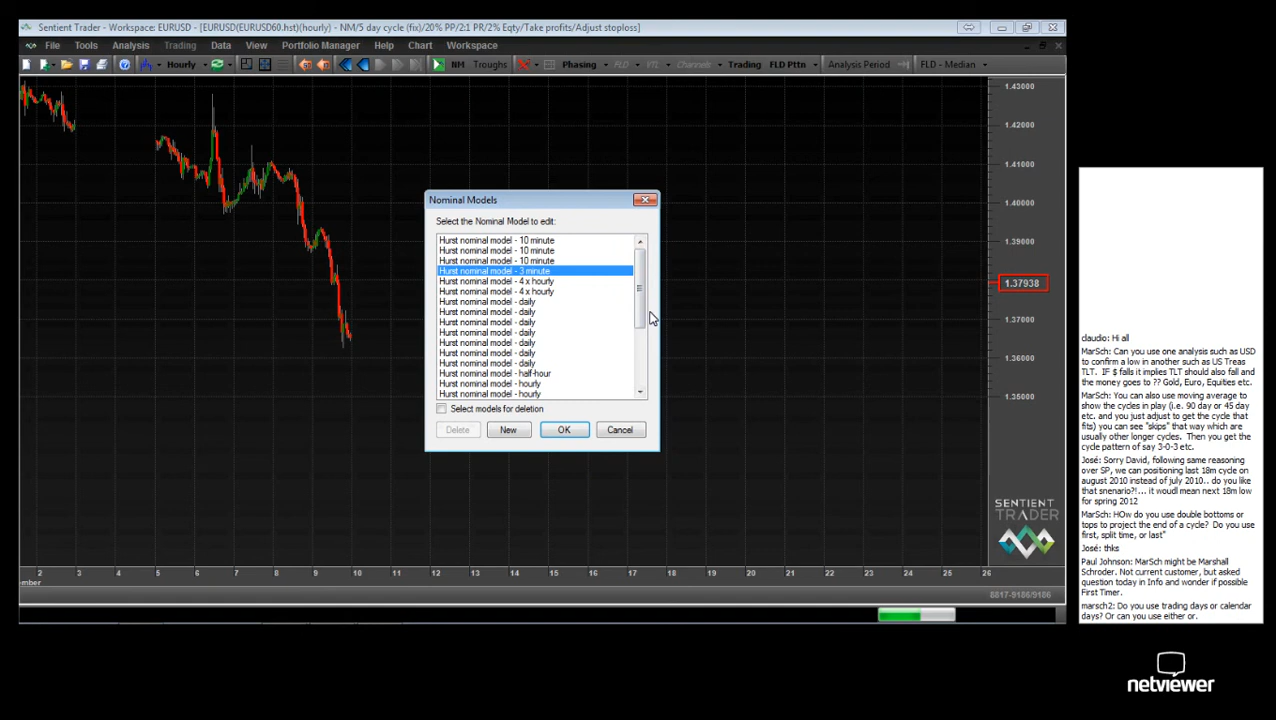 Sentient Trader - Workspace: EURUSD - [EURUSD(EURUSD60.hst)(hourly) - NM/5 day cycle (fix)/20% PP/2:1 PR/2% Eqty/Take profits/Adjust stoploss]
File Tools Analysis Trading Data View Portfolio Manager Help Chart Workspace
Hourly NM Troughs Phasing FLD VTL Channels Trading FLD Pttn Analysis Period FLD - Median
1.43000
1.42000
1.41000
1.40000
1.39000
1.37938
1.37000
1.36000
1.35000
Nominal Models
Select the Nominal Model to edit:
Hurst nominal model - 10 minute
Hurst nominal model - 10 minute
Hurst nominal model - 10 minute
Hurst nominal model - 3 minute
Hurst nominal model - 4 x hourly
Hurst nominal model - 4 x hourly
Hurst nominal model - daily
Hurst nominal model - daily
Hurst nominal model - daily
Hurst nominal model - daily
Hurst nominal model - daily
Hurst nominal model - daily
Hurst nominal model - daily
Hurst nominal model - half-hour
Hurst nominal model - hourly
Hurst nominal model - hourly
Select models for deletion
Delete New OK Cancel
SENTIENT
TRADER
2 3 4 5 6 7 8 9 10 11 12 13 14 15 16 17 18 19 20 21 22 23 24 25 26
mber
8817-9186/9186
claudio: Hi all
MarSch: Can you use one analysis such as USD
to confirm a low in another such as US Treas
TLT. IF $ falls it implies TLT should also fall and
the money goes to ?? Gold, Euro, Equities etc.
MarSch: You can also use moving average to
show the cycles in play (i.e. 90 day or 45 day
etc. and you just adjust to get the cycle that
fits) you can see "skips" that way which are
usually other longer cycles. Then you get the
cycle pattern of say 3-0-3 etc.
José: Sorry David, following same reasoning
over SP, we can positioning last 18m cycle on
august 2010 instead of july 2010.. do you like
that snenario?!... it woudl mean next 18m low
for spring 2012
MarSch: HOw do you use double bottoms or
tops to project the end of a cycle? Do you use
first, split time, or last"
José: thks
Paul Johnson: MarSch might be Marshall
Schroder. Not current customer, but asked
question today in Info and wonder if possible
First Timer.
marsch2: Do you use trading days or calendar
days? Or can you use either or.
netviewer